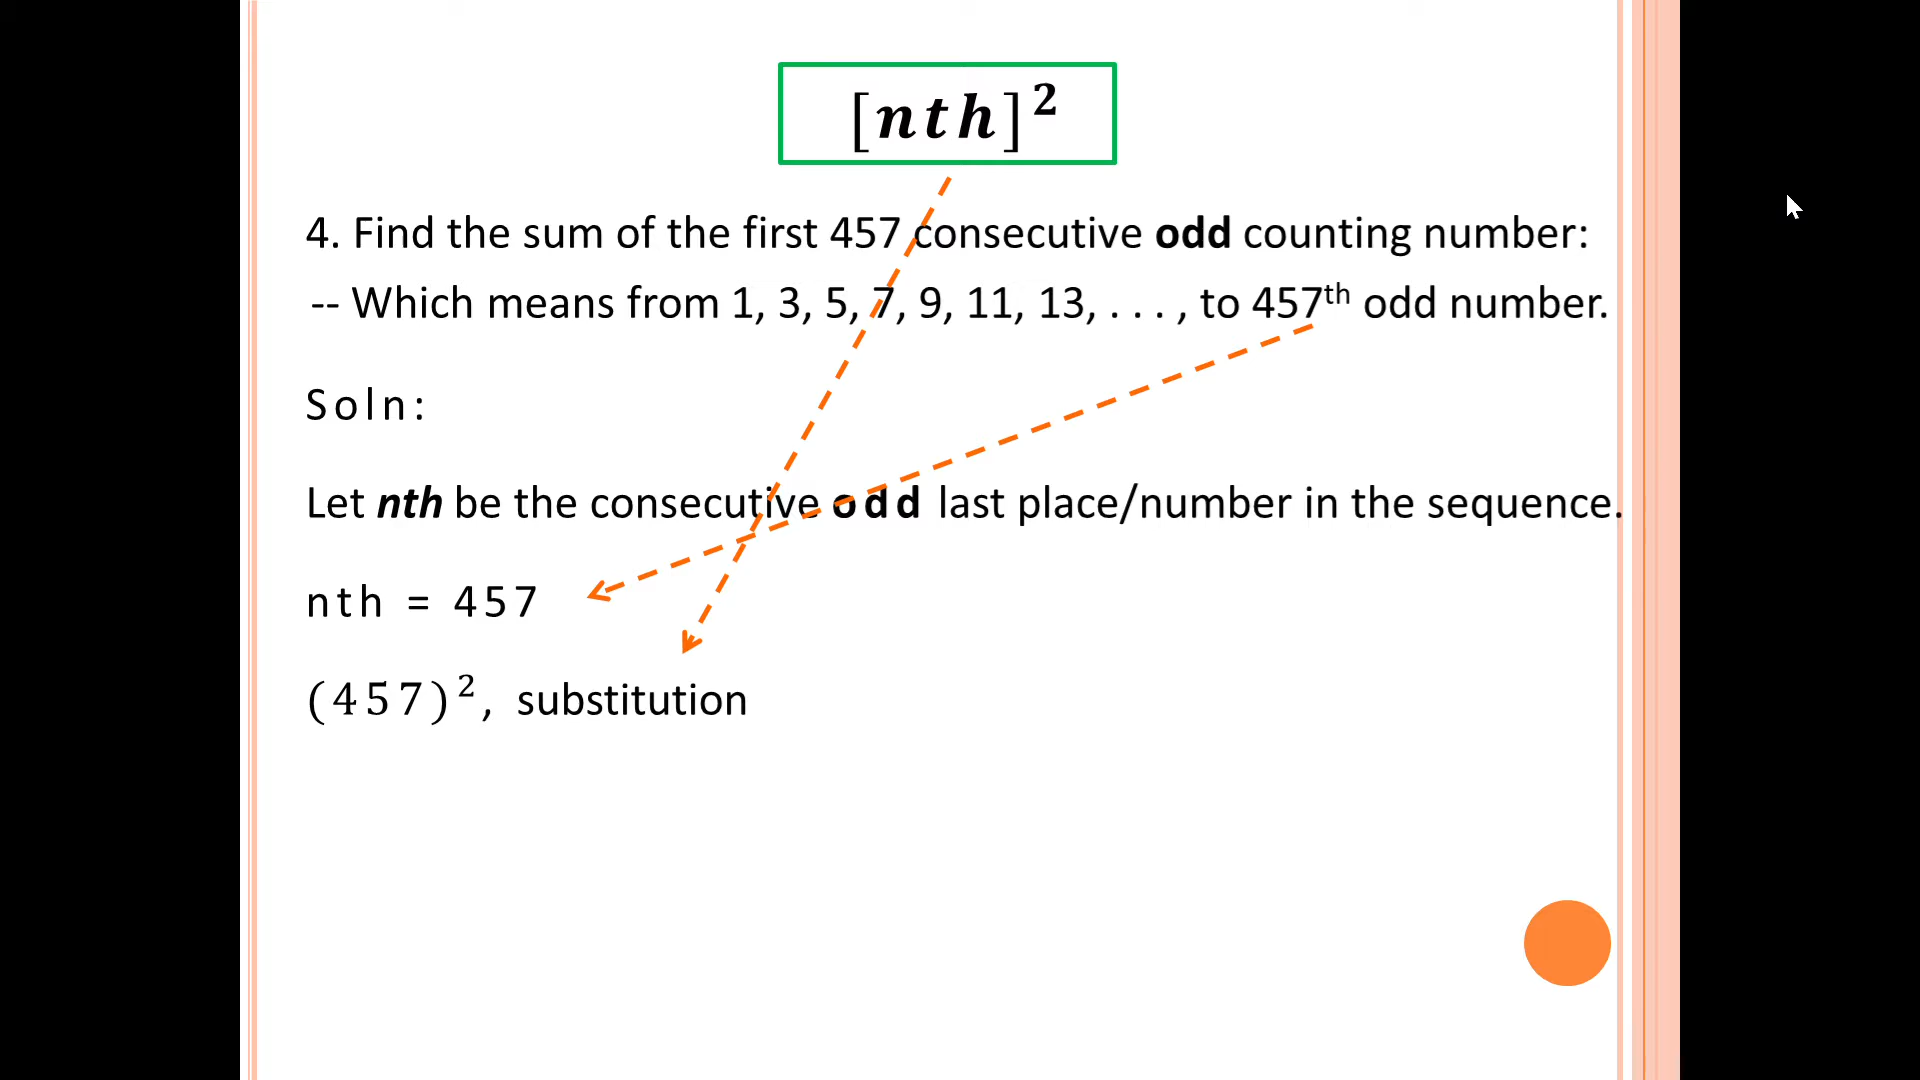 [nth]²
4. Find the sum of the first 457 consecutive odd counting number:
-- Which means from 1, 3, 5, 7, 9, 11, 13, . . . , to 457th odd number.
Soln:
Let nth be the consecutive odd last place/number in the sequence.
nth = 457
(457)², substitution